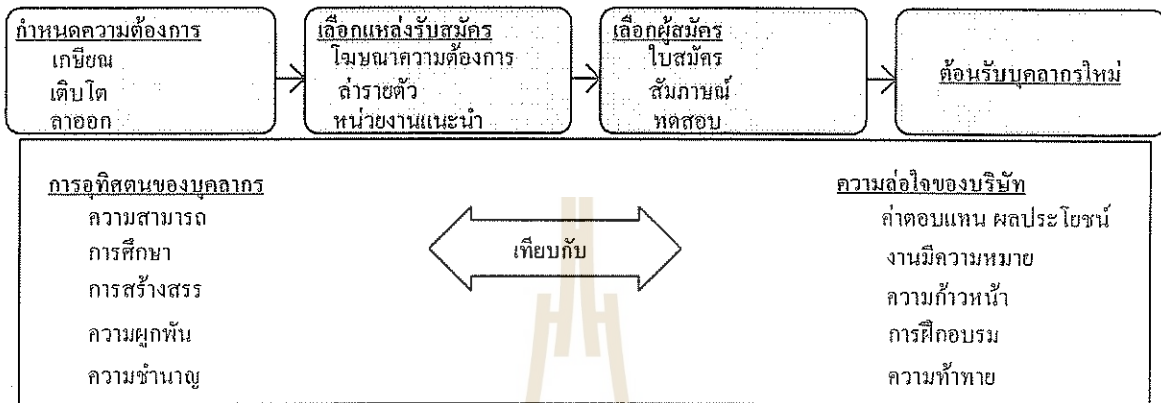 กำหนดความต้องการ
เกษียณ
เติบโต
ลาออก
เลือกแหล่งรับสมัคร
โฆษณาความต้องการ
ล่ารายตัว
หน่วยงานแนะนำ
เลือกผู้สมัคร
ใบสมัคร
สัมภาษณ์
ทดสอบ
ต้อนรับบุคลากรใหม่
การอุทิศตนของบุคลากร
ความสามารถ
การศึกษา
การสร้างสรร
ความผูกพัน
ความชำนาญ
เทียบกับ
ความล่อใจของบริษัท
ค่าตอบแทน ผลประโยชน์
งานมีความหมาย
ความก้าวหน้า
การฝึกอบรม
ความท้าทาย